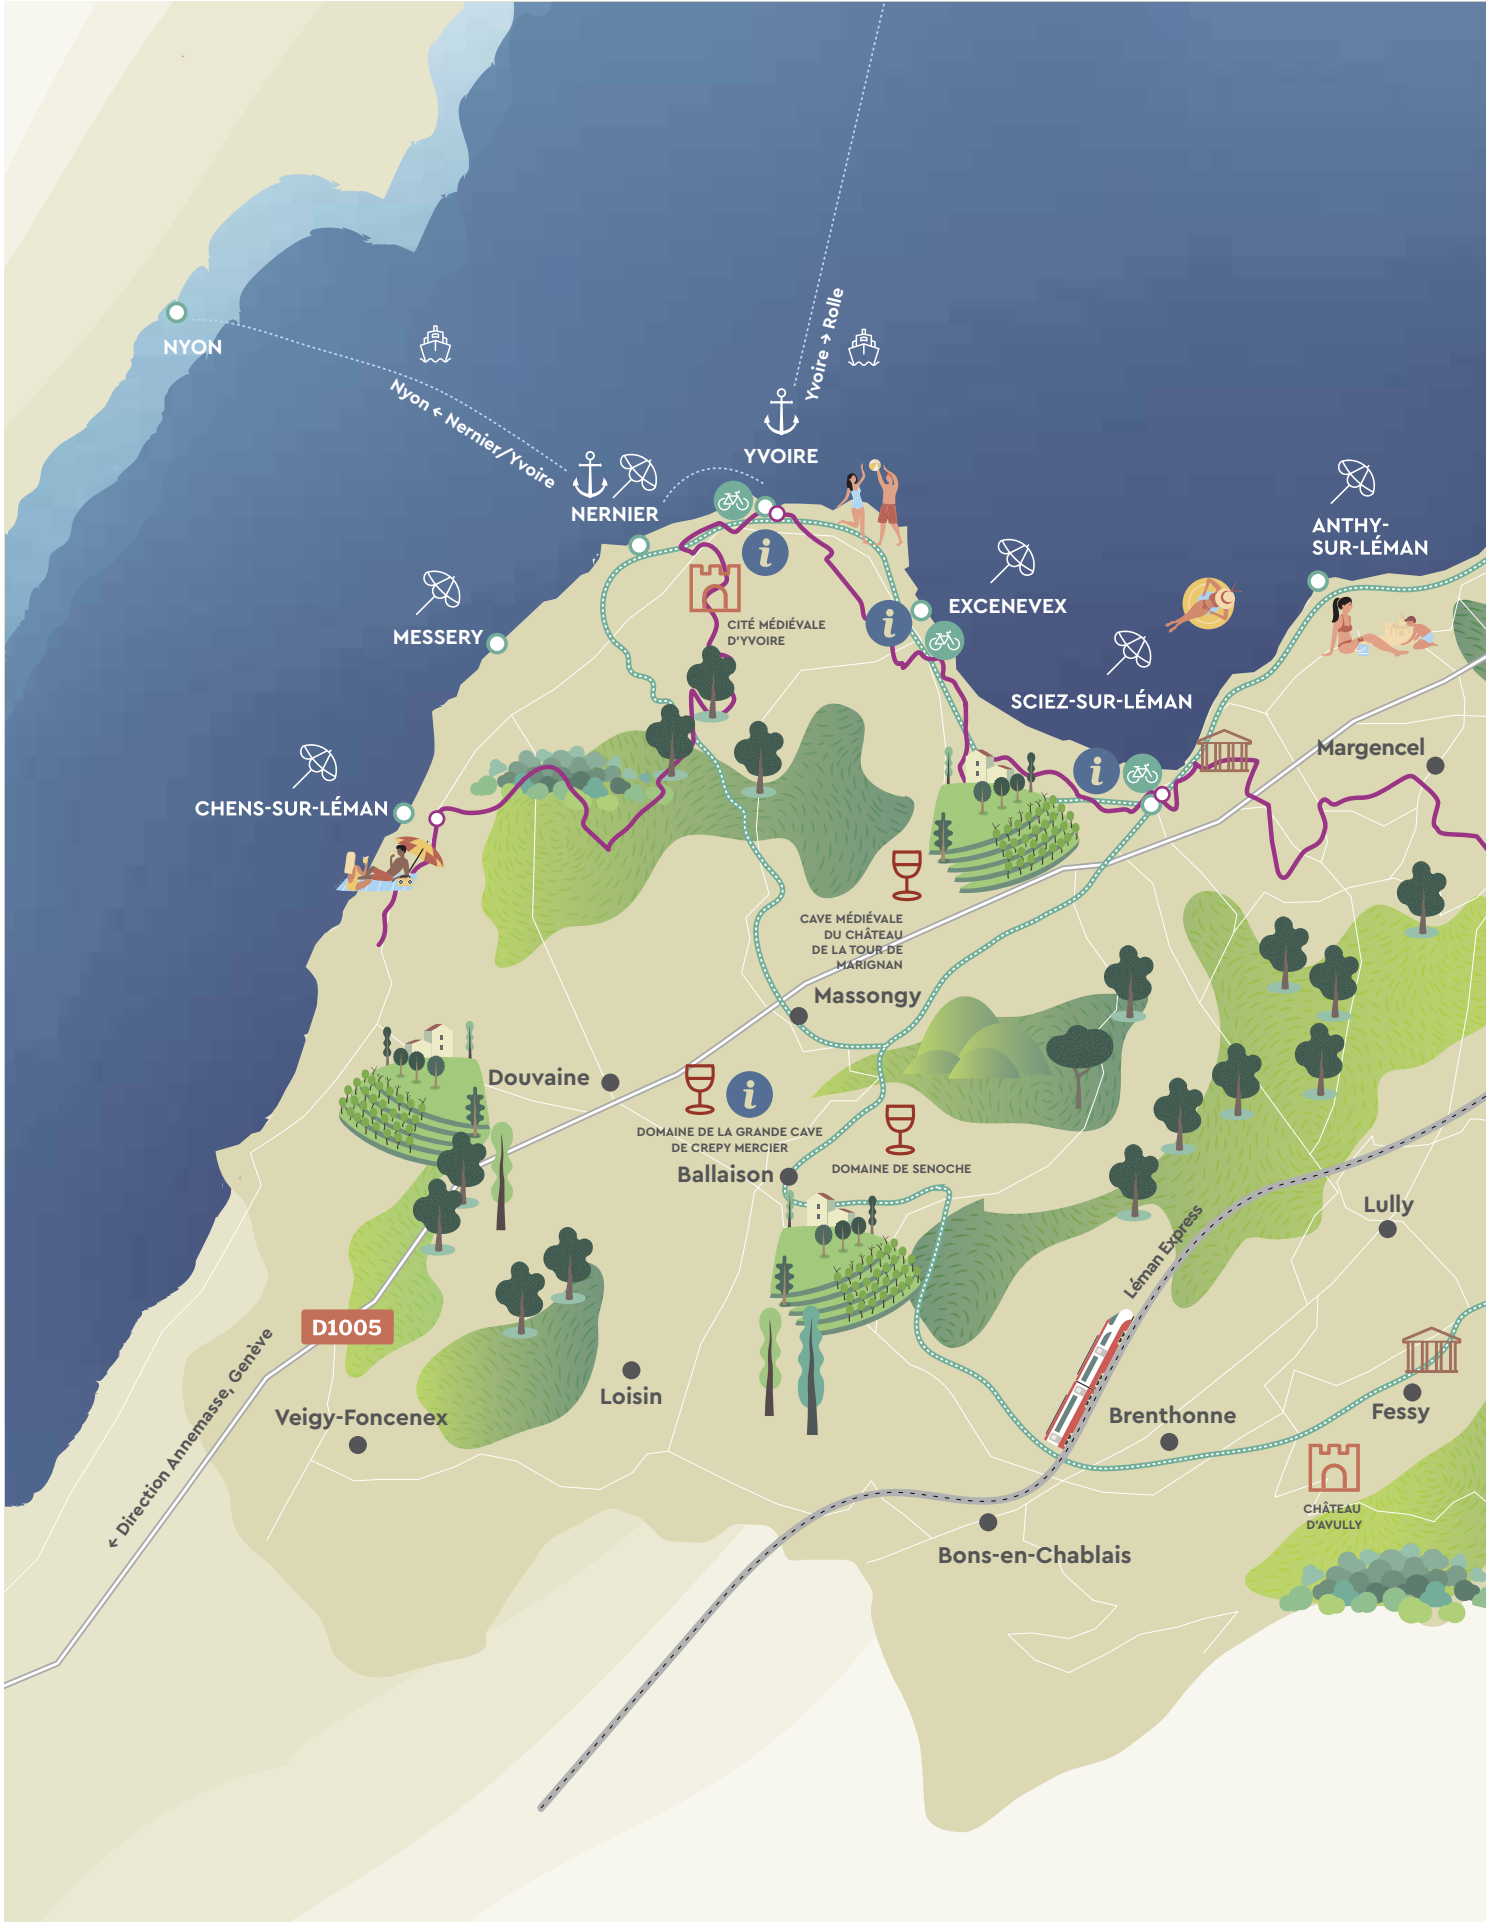 Yvoire → Rolle
NYON
Nyon ← Nernier/Yvoire
YVOIRE
NERNIER
ANTHY-
SUR-LÉMAN
i
EXCENEVEX
CITÉ MÉDIÉVALE
D'YVOIRE
i
MESSERY
SCIEZ-SUR-LÉMAN
Margencel
i
CHENS-SUR-LÉMAN
CAVE MÉDIÉVALE
DU CHÂTEAU
DE LA TOUR DE
MARIGNAN
Massongy
Douvaine
i
DOMAINE DE LA GRANDE CAVE
DE CREPY MERCIER
DOMAINE DE SENOCHE
Ballaison
Lully
Léman Express
D1005
← Direction Annemasse, Genève
Loisin
Veigy-Foncenex
Brenthonne
Fessy
CHÂTEAU
D'AVULLY
Bons-en-Chablais